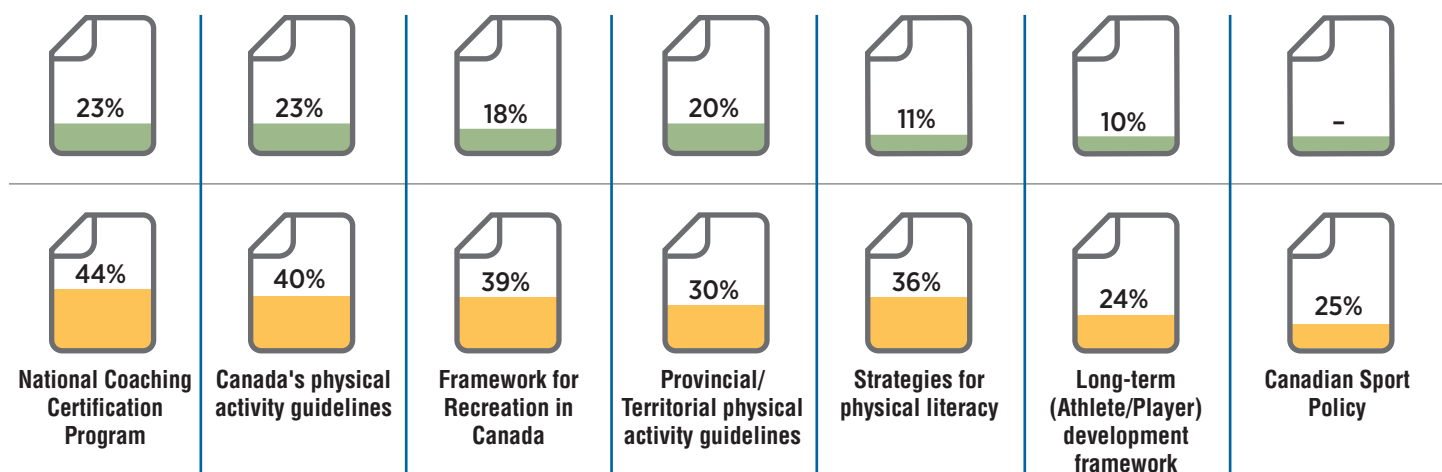 23%
23%
18%
20%
11%
10%
–
44%
40%
39%
30%
36%
24%
25%
National Coaching
Certification
Program
Canada's physical
activity guidelines
Framework for
Recreation in
Canada
Provincial/
Territorial physical
activity guidelines
Strategies for
physical literacy
Long-term
(Athlete/Player)
development
framework
Canadian Sport
Policy